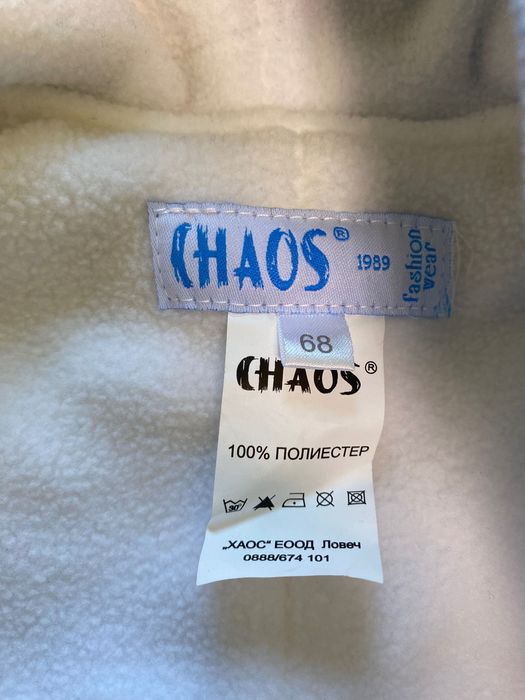 CHAOS® 1989 fashion wear
68
CHAOS®
100% ПОЛИЕСТЕР
30°
„ХАОС“ ЕООД Ловеч
0888/674 101